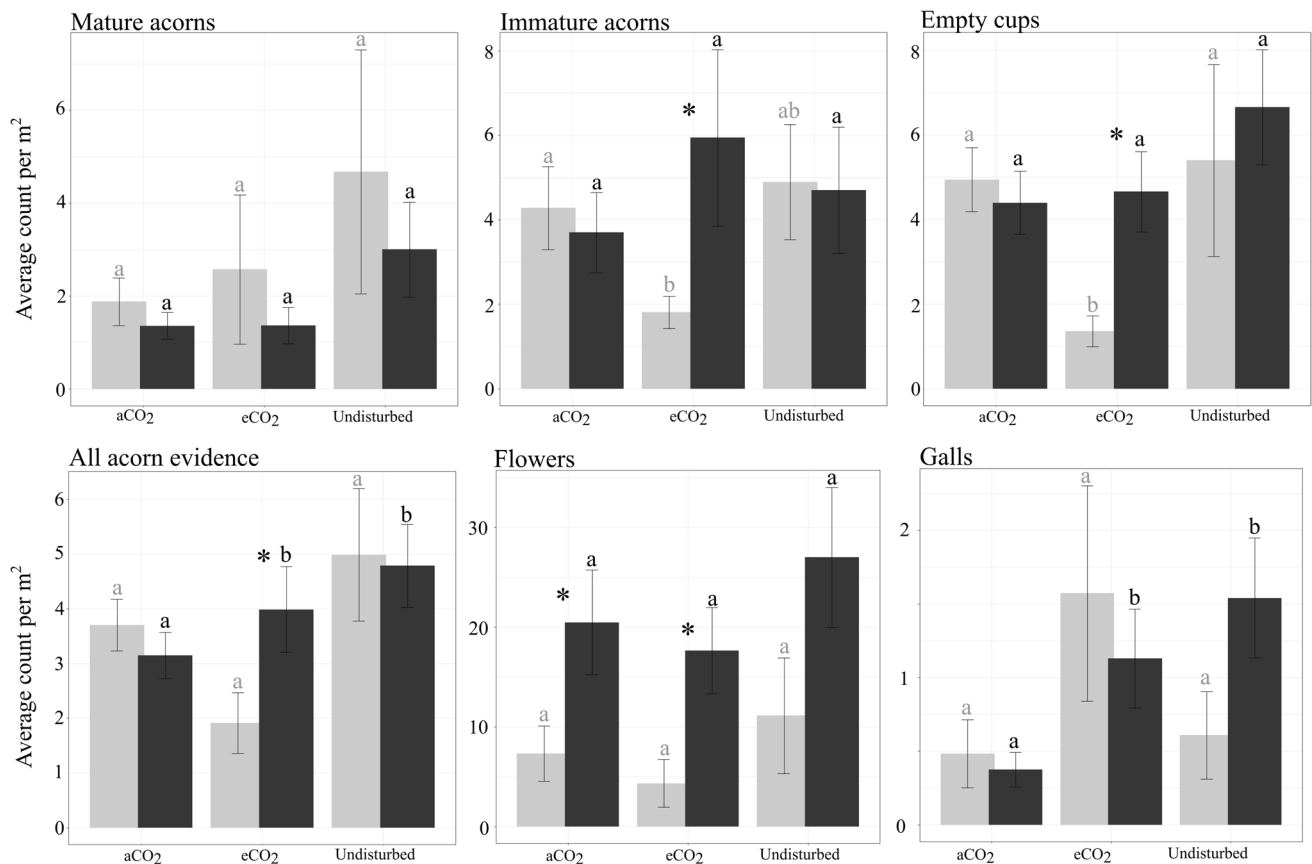 Mature acorns
Average count per m²
6
4
2
0
a
a
a
a
a
a
aCO₂
eCO₂
Undisturbed
Immature acorns
8
6
4
2
0
a
a
b
*
a
ab
a
aCO₂
eCO₂
Undisturbed
Empty cups
8
6
4
2
0
a
a
b
*
a
a
a
aCO₂
eCO₂
Undisturbed
All acorn evidence
Average count per m²
6
5
4
3
2
1
0
a
a
a
*
b
a
b
aCO₂
eCO₂
Undisturbed
Flowers
30
20
10
0
a
*
a
a
*
a
a
a
aCO₂
eCO₂
Undisturbed
Galls
2
1
0
a
a
a
b
a
b
aCO₂
eCO₂
Undisturbed